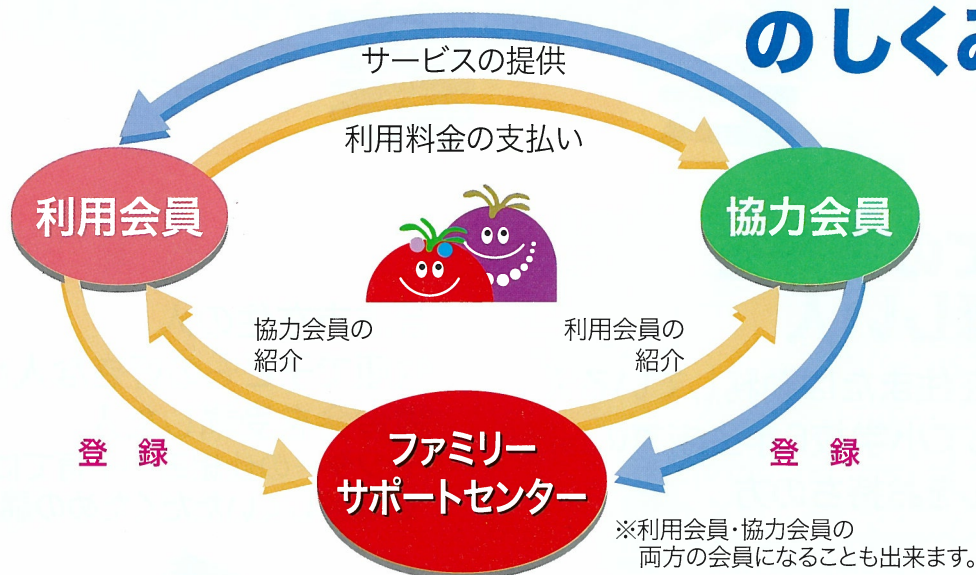 のしくみ
サービスの提供
利用料金の支払い
利用会員
協力会員
協力会員の
紹介
利用会員の
紹介
登 録
登 録
ファミリー
サポートセンター
※利用会員・協力会員の
両方の会員になることも出来ます。